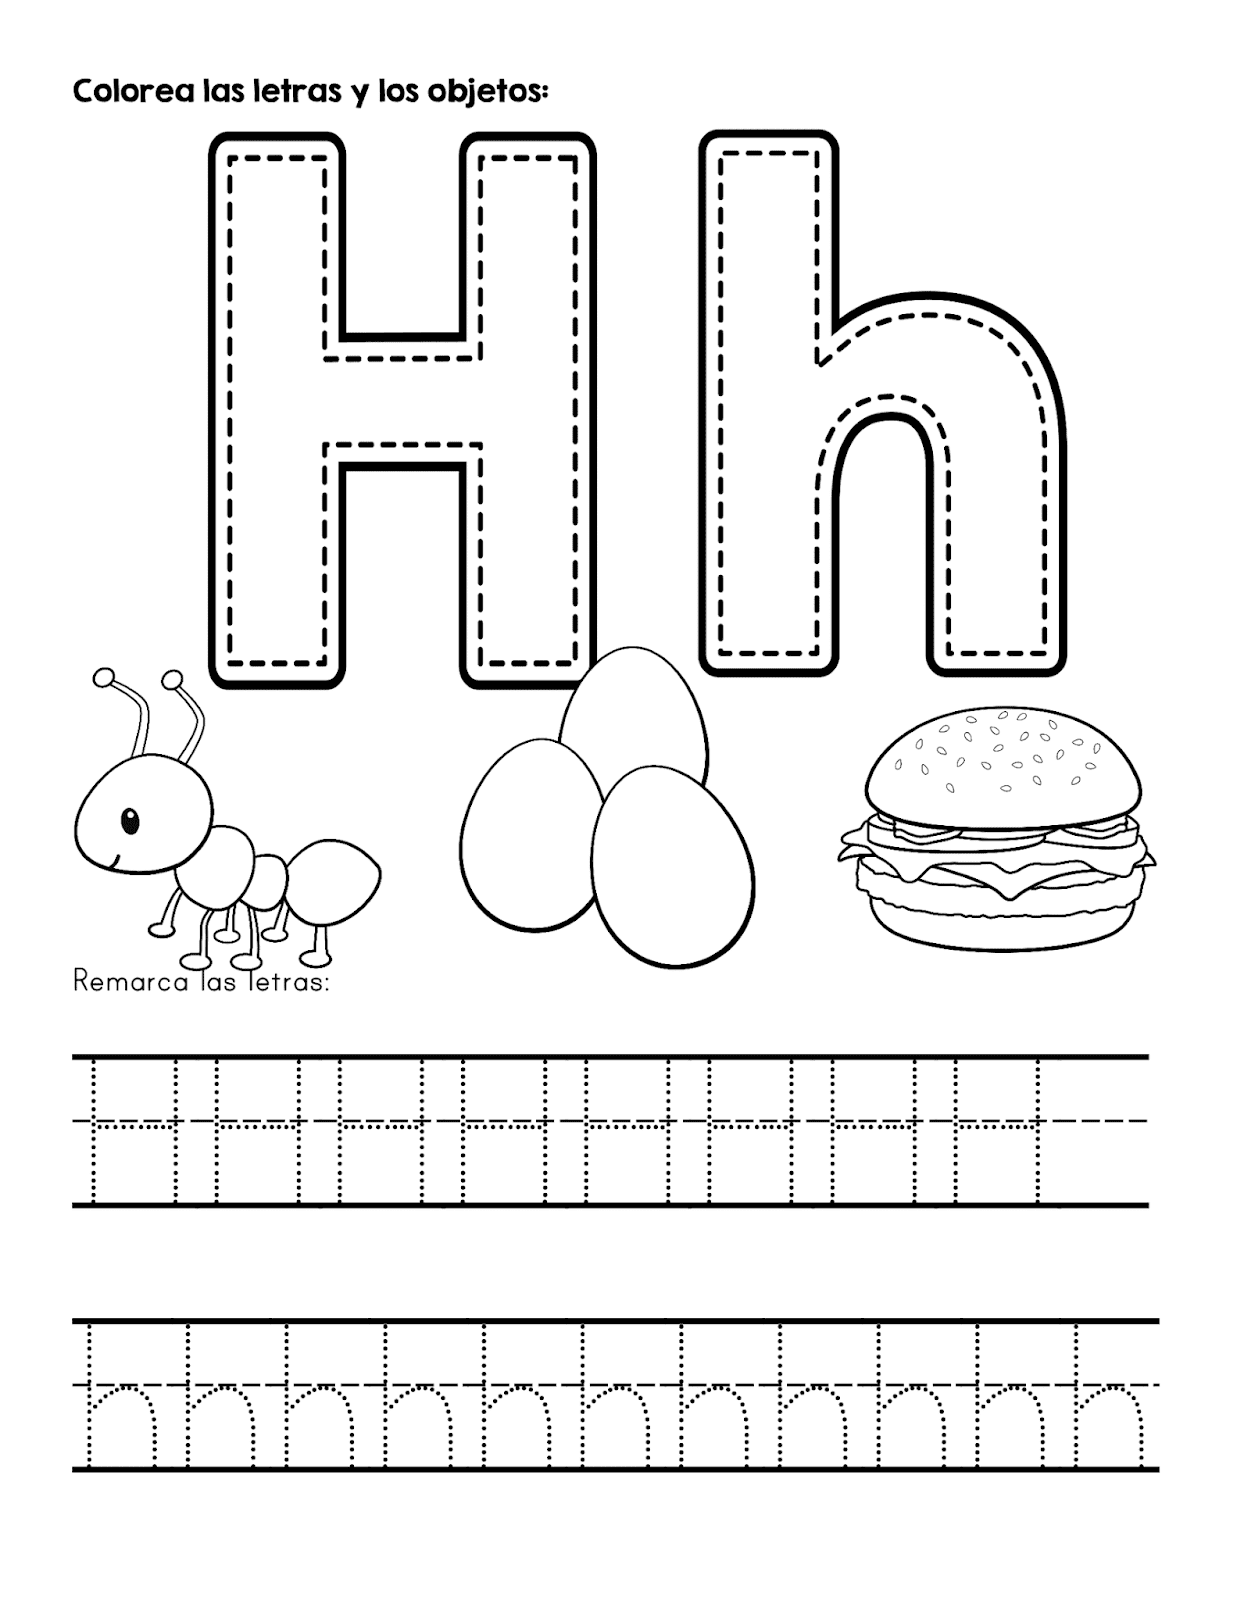 Colorea las letras y los objetos:
H h
Remarca las letras:
H H H H H H H H
h h h h h h h h h h h